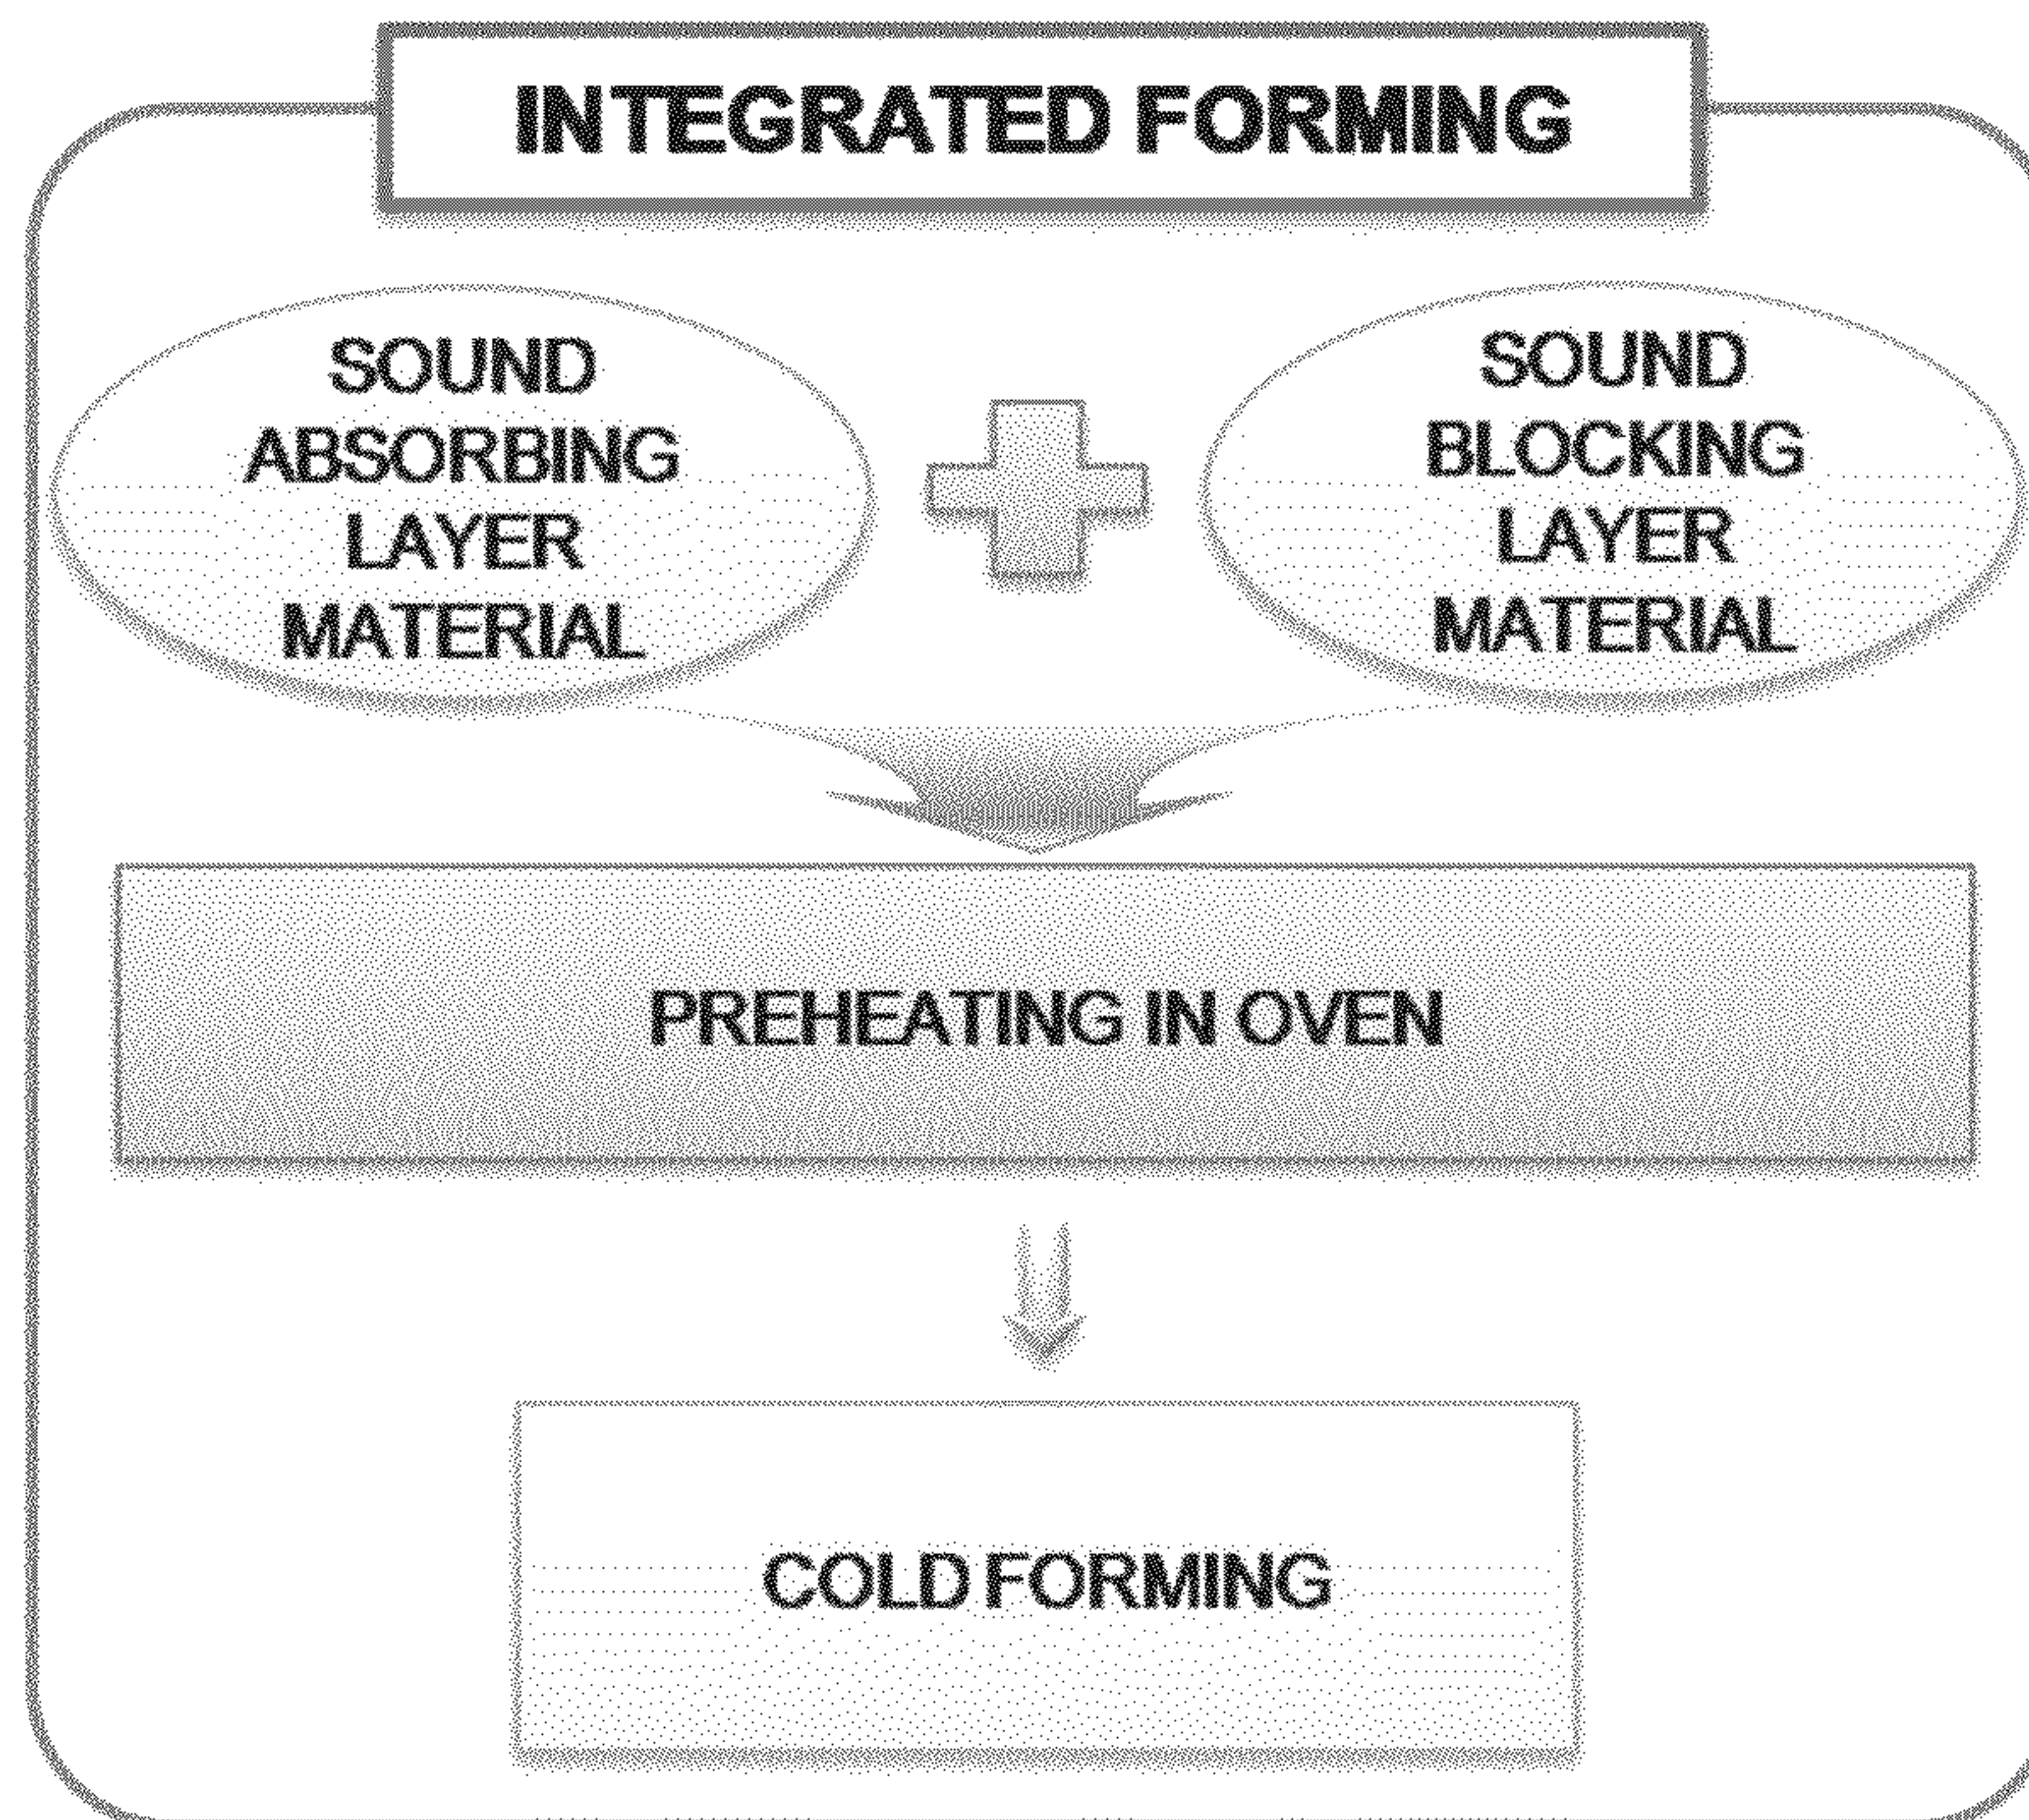 INTEGRATED FORMING
SOUND
ABSORBING
LAYER
MATERIAL
SOUND
BLOCKING
LAYER
MATERIAL
PREHEATING IN OVEN
COLD FORMING